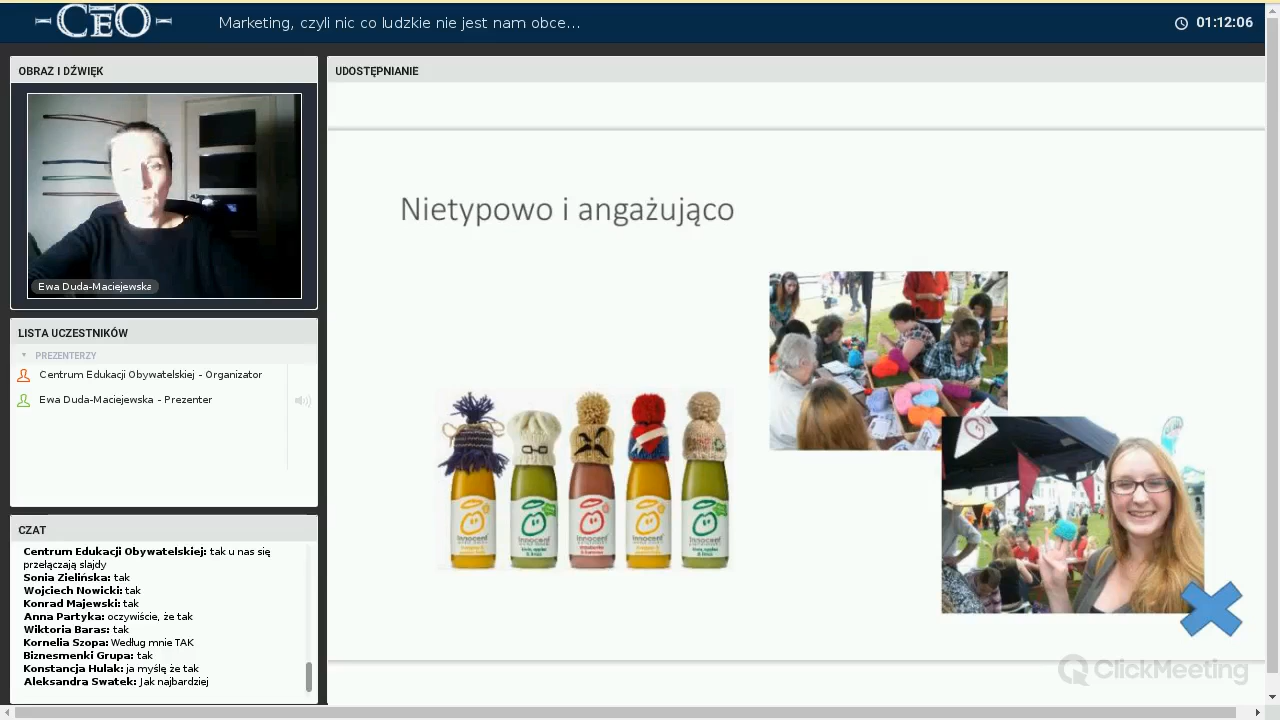 CEO
Marketing, czyli nic co ludzkie nie jest nam obce...
01:12:06
OBRAZ I DŹWIĘK
Ewa Duda-Maciejewska
LISTA UCZESTNIKÓW
PREZENTERZY
Centrum Edukacji Obywatelskiej - Organizator
Ewa Duda-Maciejewska - Prezenter
CZAT
Centrum Edukacji Obywatelskiej: tak u nas się
przełączają slajdy
Sonia Zielińska: tak
Wojciech Nowicki: tak
Konrad Majewski: tak
Anna Partyka: oczywiście, że tak
Wiktoria Baras: tak
Kornelia Szopa: Według mnie TAK
Biznesmenki Grupa: tak
Konstancja Hulak: ja myślę że tak
Aleksandra Swatek: Jak najbardziej
UDOSTĘPNIANIE
Nietypowo i angażująco
innocent
innocent
innocent
innocent
innocent
ClickMeeting